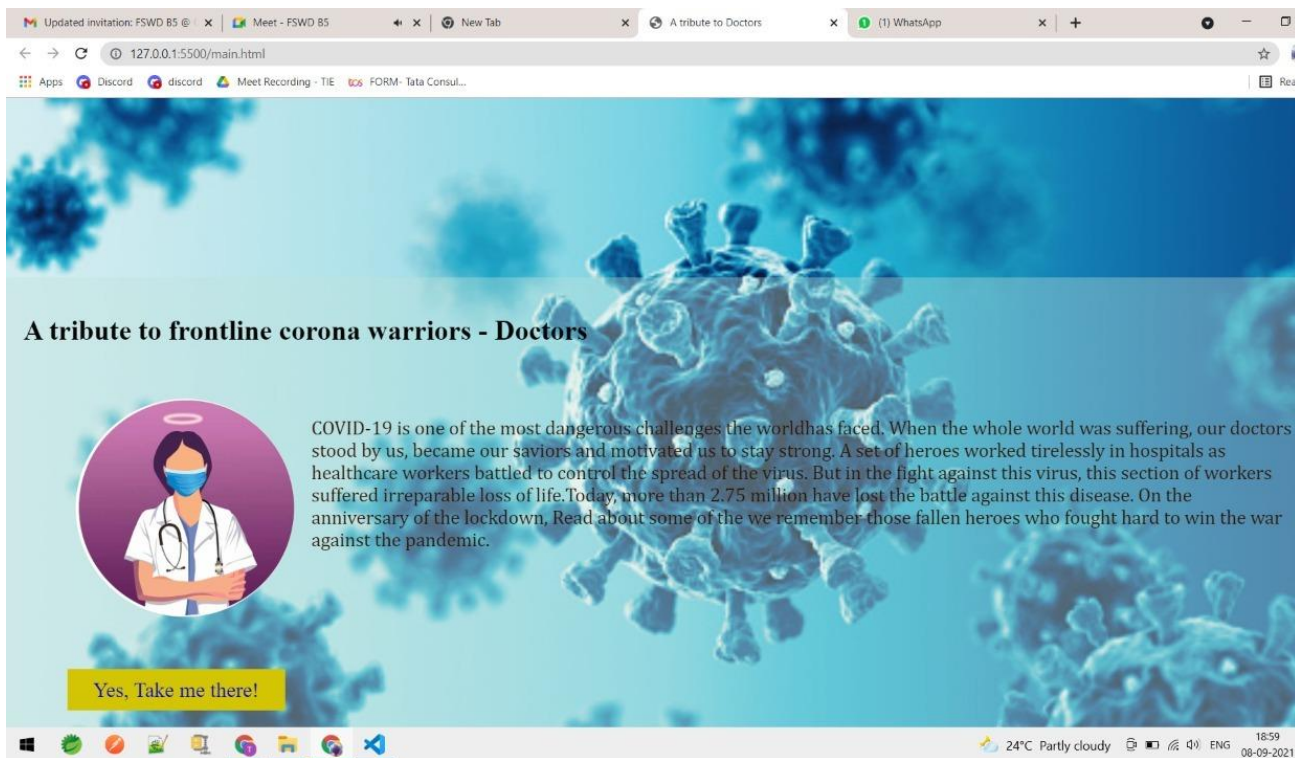 Updated invitation: FSWD B5 @
Meet - FSWD B5
New Tab
A tribute to Doctors
(1) WhatsApp
127.0.0.1:5500/main.html
Apps
Discord
discord
Meet Recording - TIE
FORM- Tata Consul...
A tribute to frontline corona warriors - Doctors
COVID-19 is one of the most dangerous challenges the worldhas faced. When the whole world was suffering, our doctors
stood by us, became our saviors and motivated us to stay strong. A set of heroes worked tirelessly in hospitals as
healthcare workers battled to control the spread of the virus. But in the fight against this virus, this section of workers
suffered irreparable loss of life.Today, more than 2.75 million have lost the battle against this disease. On the
anniversary of the lockdown, Read about some of the we remember those fallen heroes who fought hard to win the war
against the pandemic.
Yes, Take me there!
24°C Partly cloudy
ENG
18:59
08-09-2021